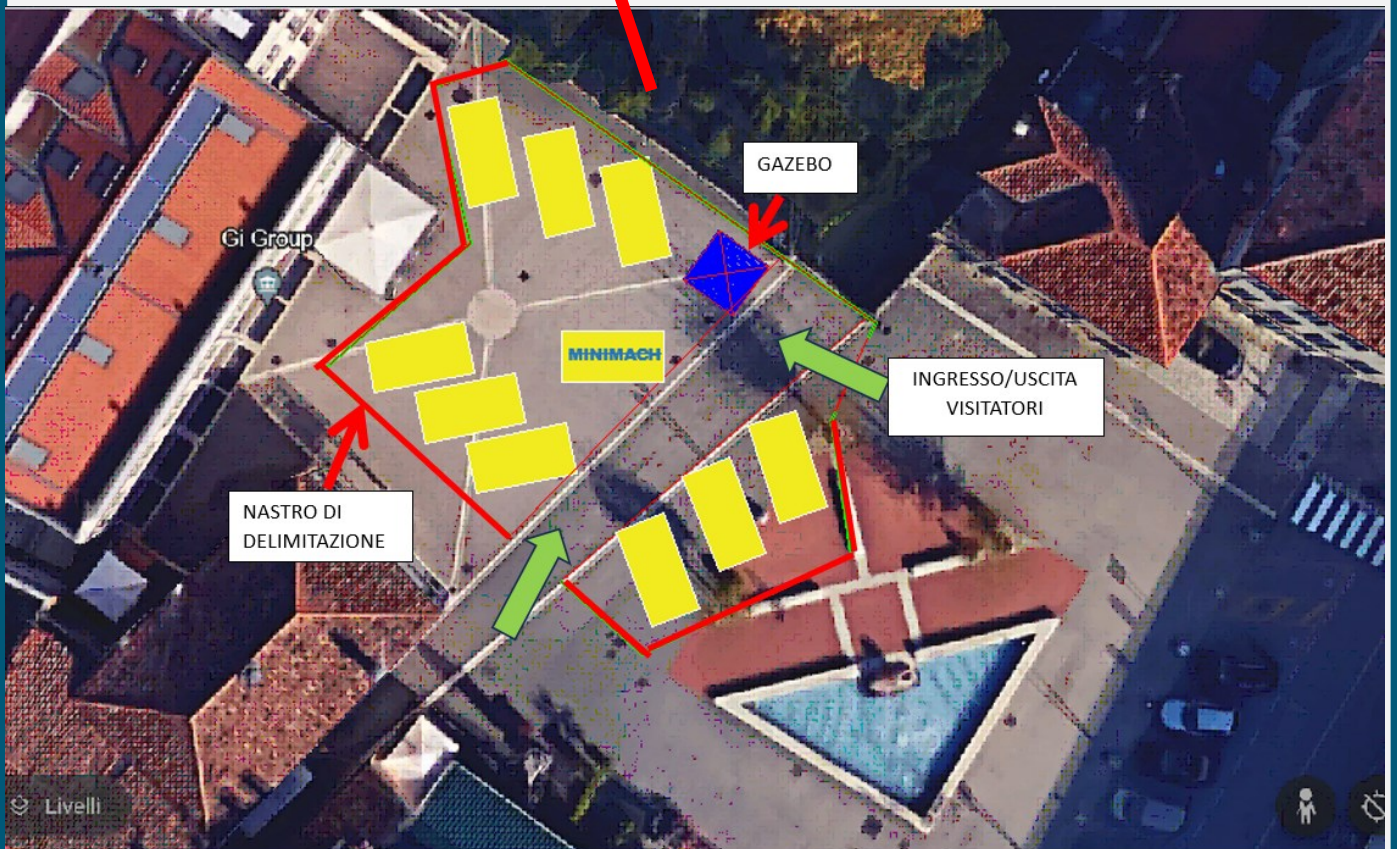 GAZEBO
Gi Group
MINIMACH
INGRESSO/USCITA
VISITATORI
NASTRO DI
DELIMITAZIONE
Livelli